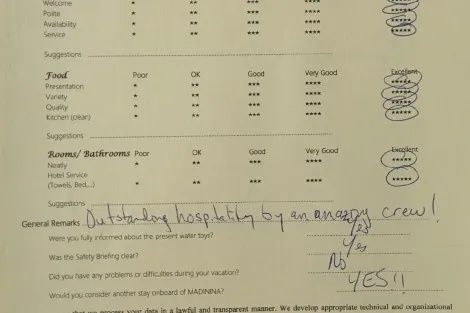 Welcome * ** *** **** *****
Polite * ** *** **** *****
Availability * ** *** **** *****
Service * ** *** **** *****
Suggestions
Food Poor OK Good Very Good Excellent
Presentation * ** *** **** *****
Variety * ** *** **** *****
Quality * ** *** **** *****
Kitchen (clean) * ** *** **** *****
Suggestions
Rooms/ Bathrooms Poor OK Good Very Good Excellent
Neatly * ** *** **** *****
Hotel Service
(Towels, Bed,...) * ** *** **** *****
Suggestions
General Remarks Outstanding hospitality by an amazing crew!
Were you fully informed about the present water toys? Yes
Was the Safety Briefing clear? Yes
Did you have any problems or difficulties during your vacation? No
Would you consider another stay onboard of MADININA? YES!!
process your data in a lawful and transparent manner. We develop appropriate technical and organizational